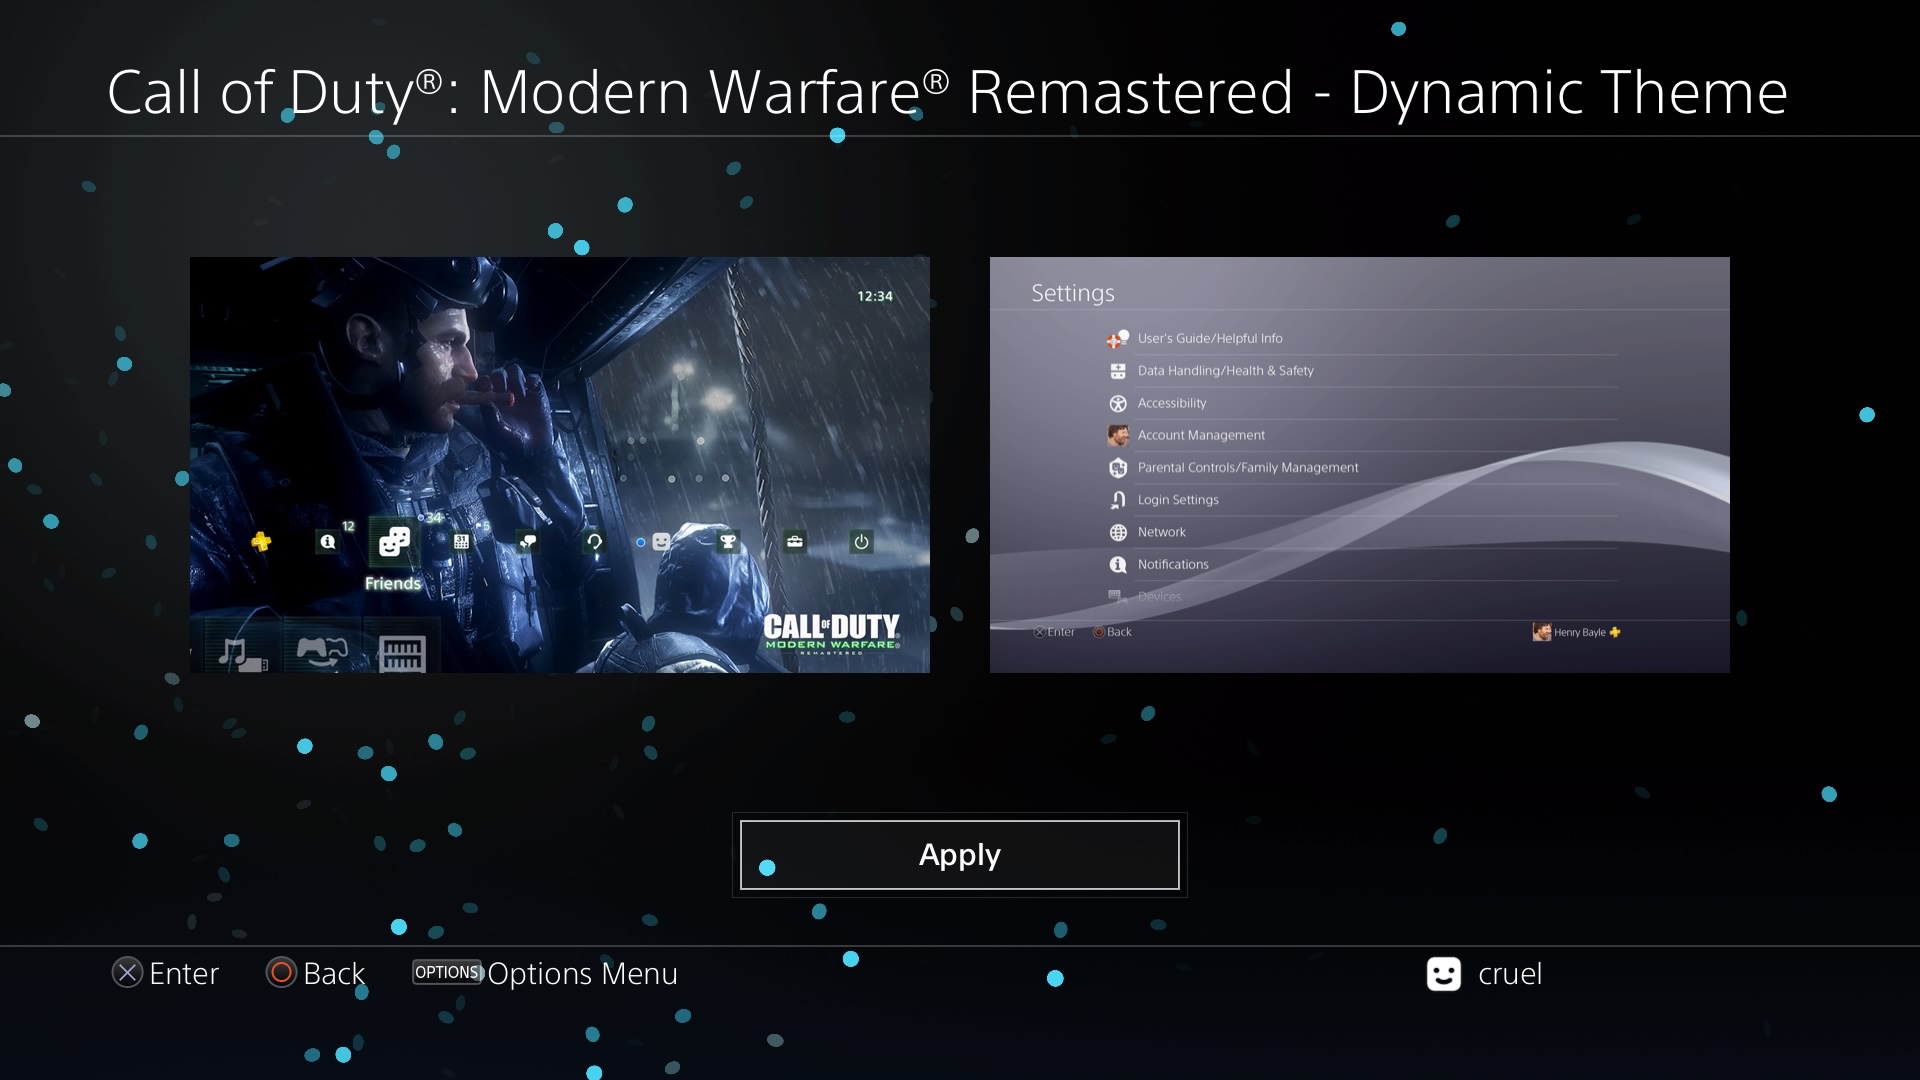 Call of Duty®: Modern Warfare® Remastered - Dynamic Theme
12:34
12
34
5
31
Friends
CALL OF DUTY®
MODERN WARFARE®
REMASTERED
Settings
User's Guide/Helpful Info
Data Handling/Health & Safety
Accessibility
Account Management
Parental Controls/Family Management
Login Settings
Network
Notifications
Devices
Enter Back Henry Bayle
Apply
Enter Back OPTIONS Options Menu cruel